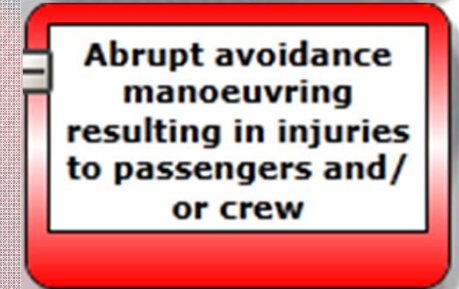 Abrupt avoidance
manoeuvring
resulting in injuries
to passengers and/
or crew